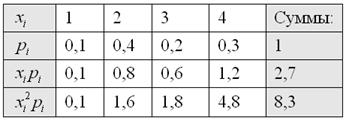 xᵢ 1 2 3 4 Суммы:
pᵢ 0,1 0,4 0,2 0,3 1
xᵢpᵢ 0,1 0,8 0,6 1,2 2,7
xᵢ²pᵢ 0,1 1,6 1,8 4,8 8,3